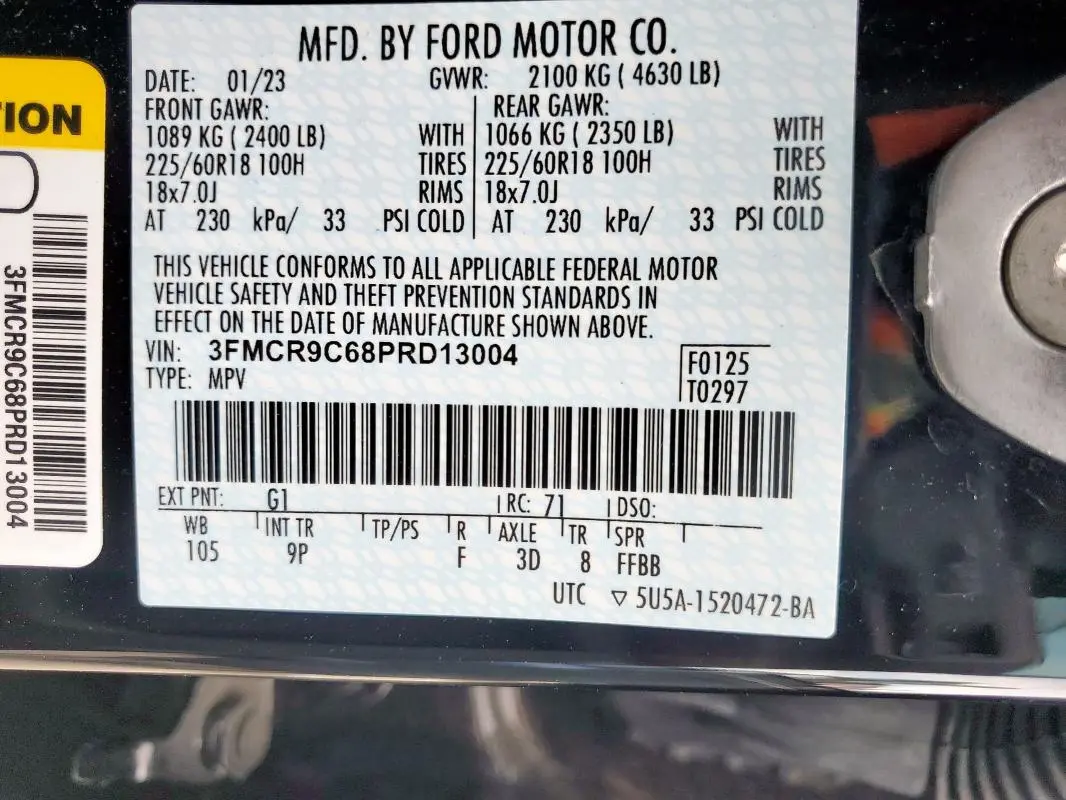 MFD. BY FORD MOTOR CO.
DATE: 01/23 GVWR: 2100 KG ( 4630 LB)
FRONT GAWR: REAR GAWR:
1089 KG ( 2400 LB) WITH 1066 KG ( 2350 LB) WITH
225/60R18 100H TIRES 225/60R18 100H TIRES
18x7.0J RIMS 18x7.0J RIMS
AT 230 kPa/ 33 PSI COLD AT 230 kPa/ 33 PSI COLD
THIS VEHICLE CONFORMS TO ALL APPLICABLE FEDERAL MOTOR
VEHICLE SAFETY AND THEFT PREVENTION STANDARDS IN
EFFECT ON THE DATE OF MANUFACTURE SHOWN ABOVE.
VIN: 3FMCR9C68PRD13004
TYPE: MPV
F0125
T0297
EXT PNT: G1 RC: 71 DSO:
WB INT TR TP/PS R AXLE TR SPR
105 9P F 3D 8 FFBB
UTC ▽ 5U5A-1520472-BA
TION
3FMCR9C68PRD13004